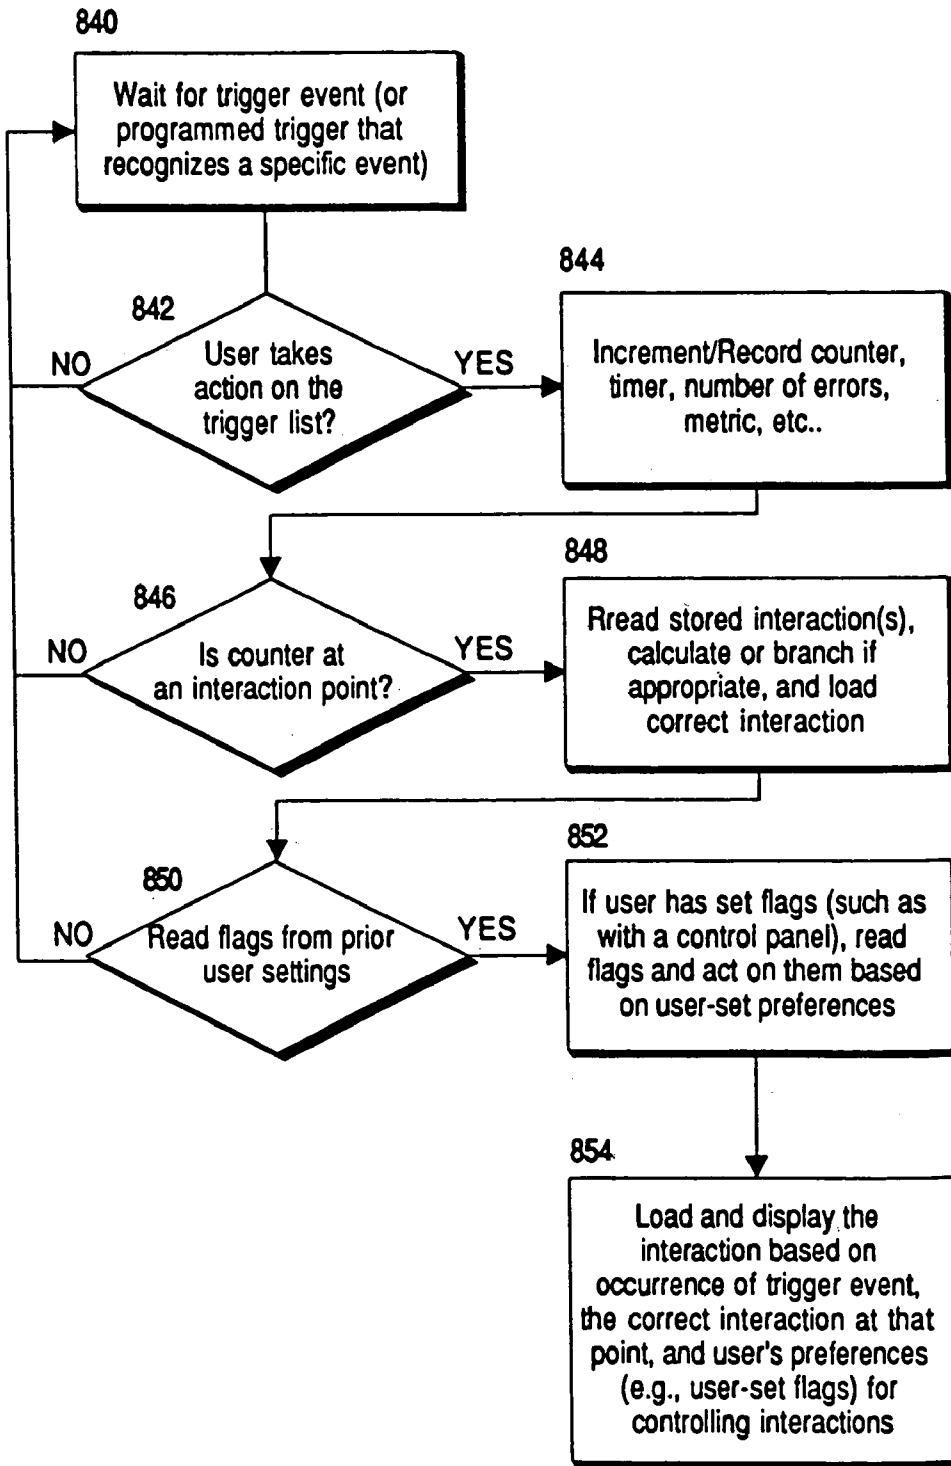 840
Wait for trigger event (or
programmed trigger that
recognizes a specific event)
842
NO
User takes
action on the
trigger list?
YES
844
Increment/Record counter,
timer, number of errors,
metric, etc..
846
NO
Is counter at
an interaction point?
YES
848
Rread stored interaction(s),
calculate or branch if
appropriate, and load
correct interaction
850
NO
Read flags from prior
user settings
YES
852
If user has set flags (such as
with a control panel), read
flags and act on them based
on user-set preferences
854
Load and display the
interaction based on
occurrence of trigger event,
the correct interaction at that
point, and user's preferences
(e.g., user-set flags) for
controlling interactions